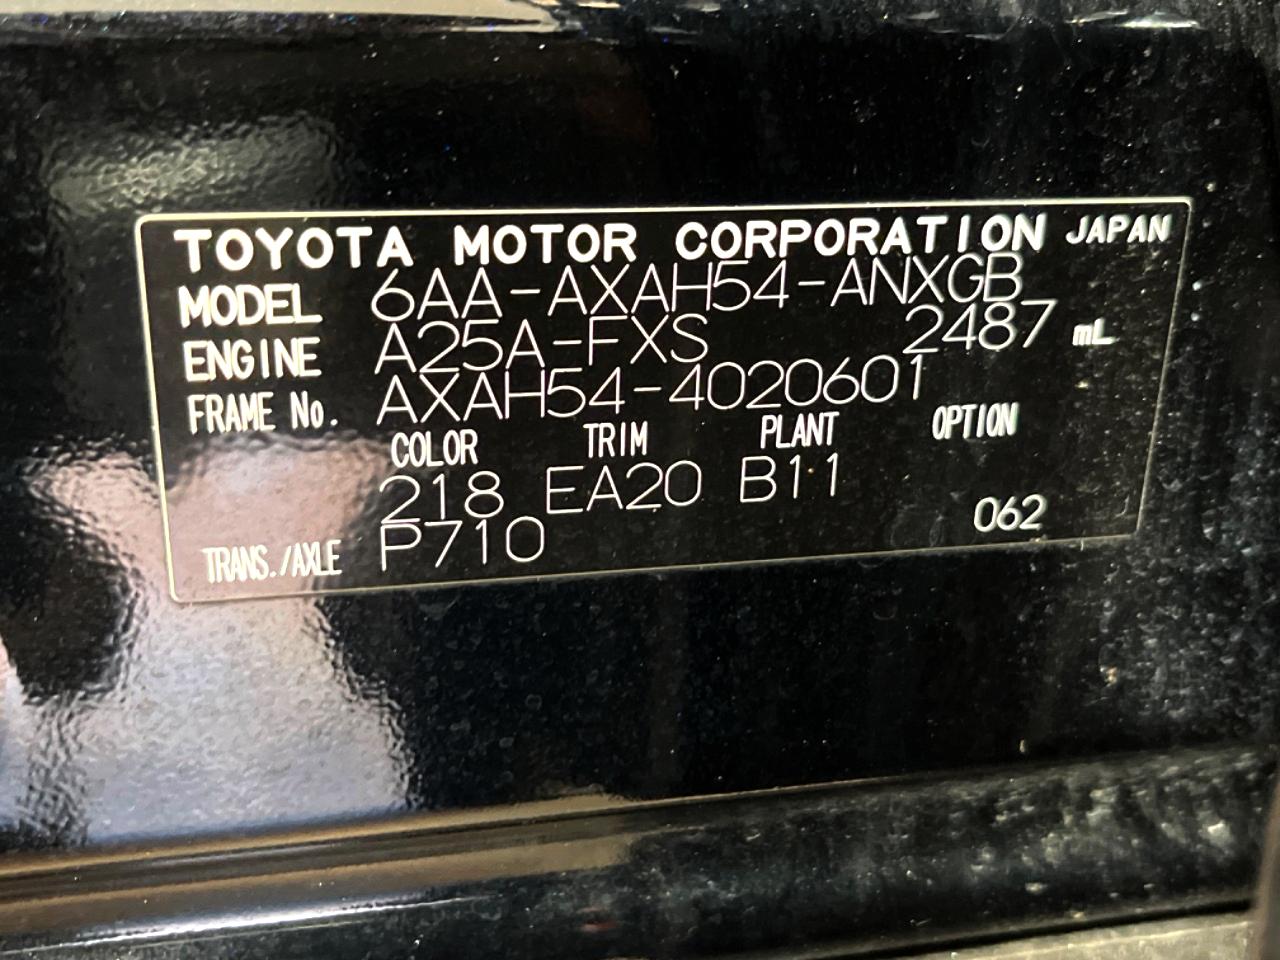 TOYOTA MOTOR CORPORATION JAPAN
MODEL 6AA-AXAH54-ANXGB
ENGINE A25A-FXS 2487 mL
FRAME No. AXAH54-4020601
COLOR TRIM PLANT OPTION
218 EA20 B11
TRANS./AXLE P710 062